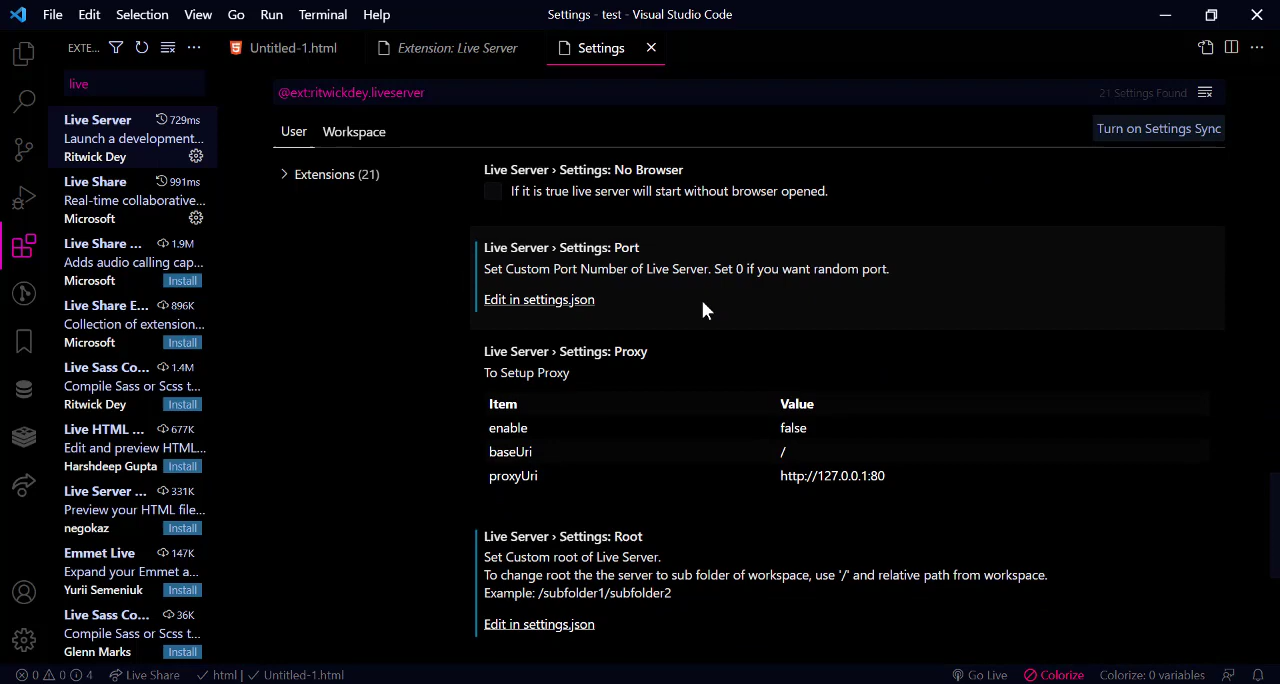 File Edit Selection View Go Run Terminal Help Settings - test - Visual Studio Code
EXTE... Untitled-1.html Extension: Live Server Settings
live
@ext:ritwickdey.liveserver 21 Settings Found
User Workspace Turn on Settings Sync
Extensions (21)
Live Server 729ms
Launch a development...
Ritwick Dey
Live Share 991ms
Real-time collaborative...
Microsoft
Live Share ... 1.9M
Adds audio calling cap...
Microsoft Install
Live Share E... 896K
Collection of extension...
Microsoft Install
Live Sass Co... 1.4M
Compile Sass or Scss t...
Ritwick Dey Install
Live HTML ... 677K
Edit and preview HTML...
Harshdeep Gupta Install
Live Server ... 331K
Preview your HTML file...
negokaz Install
Emmet Live 147K
Expand your Emmet a...
Yurii Semeniuk Install
Live Sass Co... 36K
Compile Sass or Scss t...
Glenn Marks Install
Live Server › Settings: No Browser
If it is true live server will start without browser opened.
Live Server › Settings: Port
Set Custom Port Number of Live Server. Set 0 if you want random port.
Edit in settings.json
Live Server › Settings: Proxy
To Setup Proxy
Item Value
enable false
baseUri /
proxyUri http://127.0.0.1:80
Live Server › Settings: Root
Set Custom root of Live Server.
To change root the the server to sub folder of workspace, use '/' and relative path from workspace.
Example: /subfolder1/subfolder2
Edit in settings.json
0 0 4 Live Share html | Untitled-1.html Go Live Colorize Colorize: 0 variables